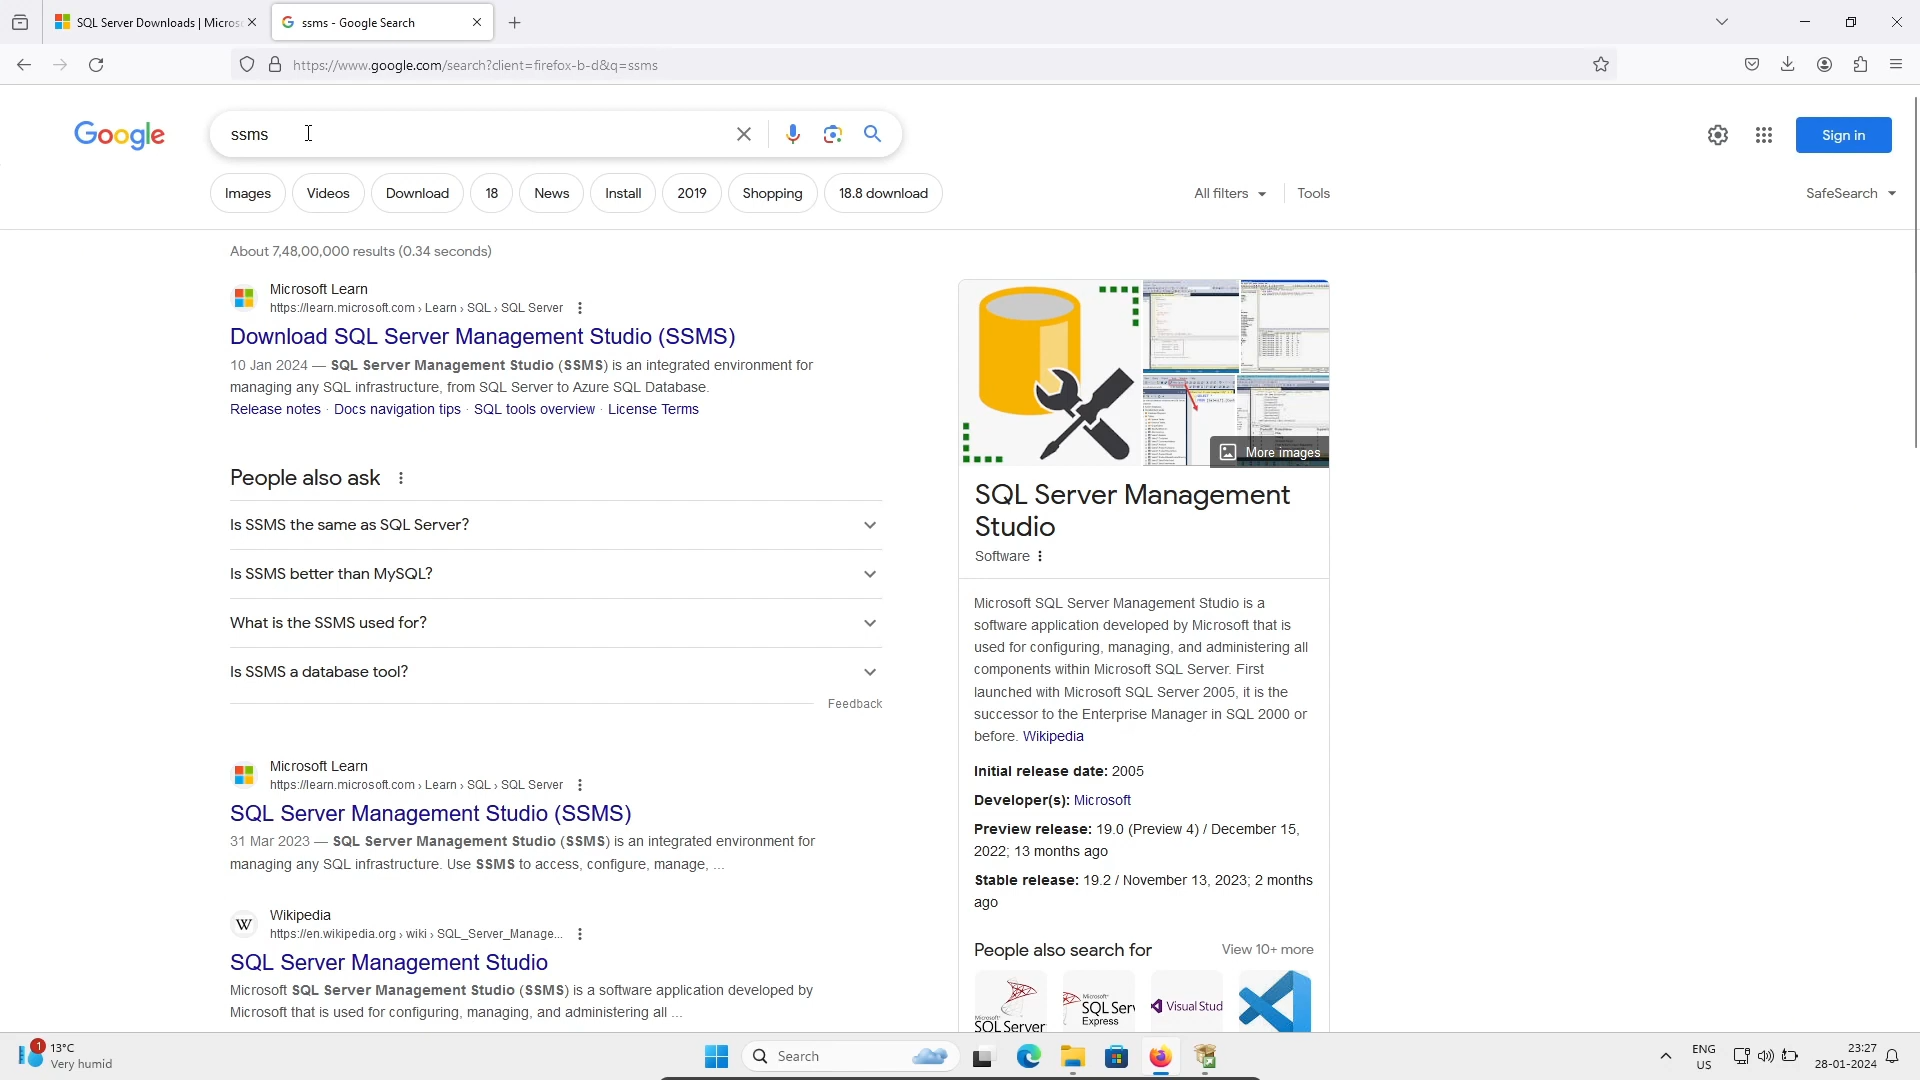 SQL Server Downloads | Micros
ssms - Google Search
https://www.google.com/search?client=firefox-b-d&q=ssms
Google
ssms
Sign in
Images
Videos
Download
18
News
Install
2019
Shopping
18.8 download
All filters
Tools
SafeSearch
About 7,48,00,000 results (0.34 seconds)
Microsoft Learn
https://learn.microsoft.com › Learn › SQL › SQL Server
Download SQL Server Management Studio (SSMS)
10 Jan 2024 — SQL Server Management Studio (SSMS) is an integrated environment for
managing any SQL infrastructure, from SQL Server to Azure SQL Database.
Release notes · Docs navigation tips · SQL tools overview · License Terms
People also ask
Is SSMS the same as SQL Server?
Is SSMS better than MySQL?
What is the SSMS used for?
Is SSMS a database tool?
Feedback
Microsoft Learn
https://learn.microsoft.com › Learn › SQL › SQL Server
SQL Server Management Studio (SSMS)
31 Mar 2023 — SQL Server Management Studio (SSMS) is an integrated environment for
managing any SQL infrastructure. Use SSMS to access, configure, manage, ...
W
Wikipedia
https://en.wikipedia.org › wiki › SQL_Server_Manage...
SQL Server Management Studio
Microsoft SQL Server Management Studio (SSMS) is a software application developed by
Microsoft that is used for configuring, managing, and administering all ...
More images
SQL Server Management
Studio
Software
Microsoft SQL Server Management Studio is a
software application developed by Microsoft that is
used for configuring, managing, and administering all
components within Microsoft SQL Server. First
launched with Microsoft SQL Server 2005, it is the
successor to the Enterprise Manager in SQL 2000 or
before. Wikipedia
Initial release date: 2005
Developer(s): Microsoft
Preview release: 19.0 (Preview 4) / December 15,
2022; 13 months ago
Stable release: 19.2 / November 13, 2023; 2 months
ago
People also search for
View 10+ more
Microsoft
SQL Server
Microsoft
SQL Serv
Express
Visual Stud
1
13°C
Very humid
Search
ENG
US
23:27
28-01-2024